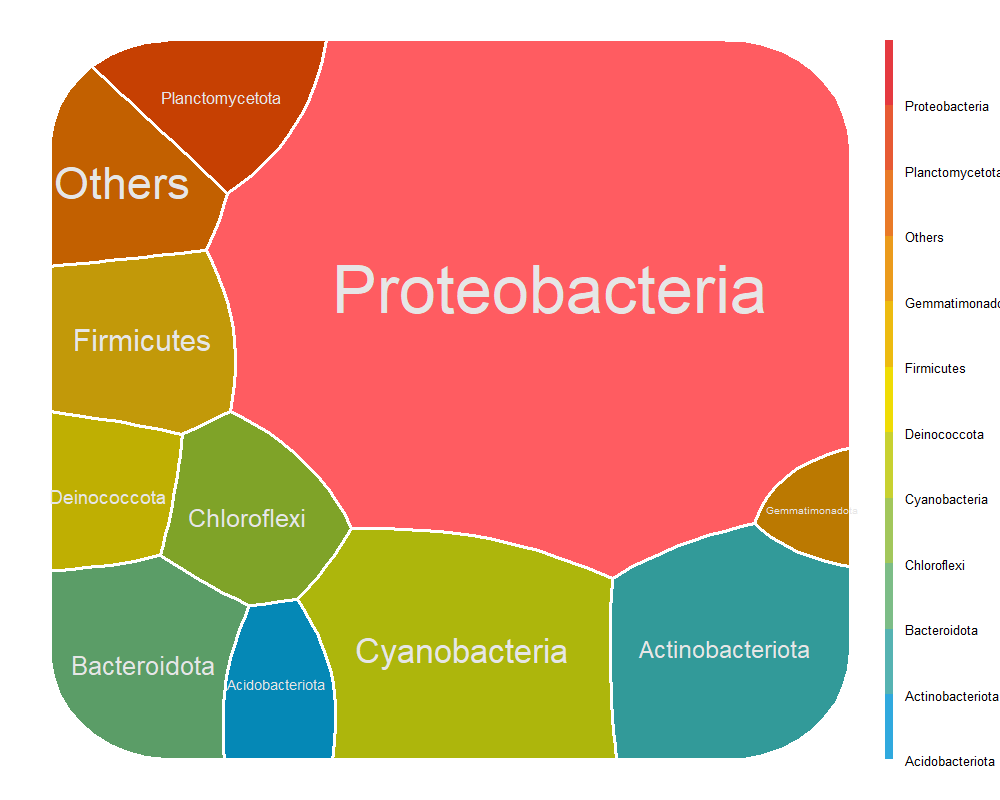 Planctomycetota
Others
Proteobacteria
Firmicutes
Deinococcota
Chloroflexi
Gemmatimonadota
Cyanobacteria
Actinobacteriota
Bacteroidota
Acidobacteriota
Proteobacteria
Planctomycetota
Others
Gemmatimonado
Firmicutes
Deinococcota
Cyanobacteria
Chloroflexi
Bacteroidota
Actinobacteriota
Acidobacteriota